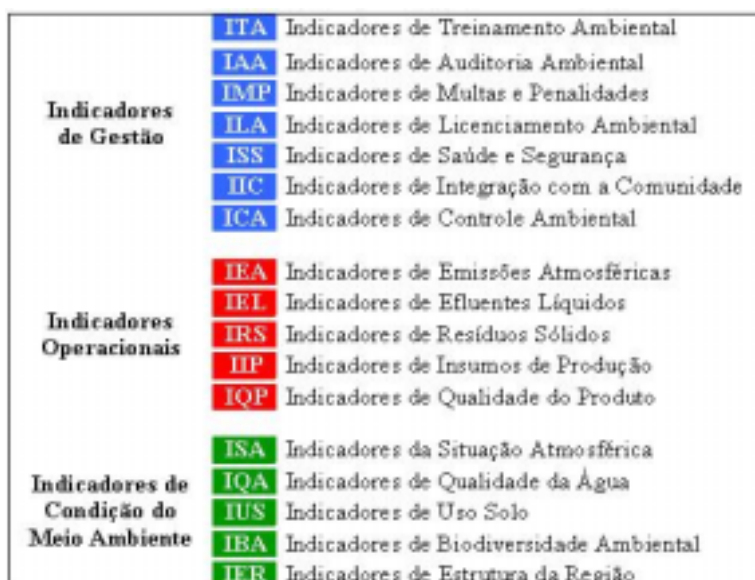 ITA Indicadores de Treinamento Ambiental
IAA Indicadores de Auditoria Ambiental
IMP Indicadores de Multas e Penalidades
Indicadores de Gestão
ILA Indicadores de Licenciamento Ambiental
ISS Indicadores de Saúde e Segurança
IIC Indicadores de Integração com a Comunidade
ICA Indicadores de Controle Ambiental
IEA Indicadores de Emissões Atmosféricas
IEL Indicadores de Efluentes Líquidos
Indicadores Operacionais
IRS Indicadores de Resíduos Sólidos
IIP Indicadores de Insumos de Produção
IQP Indicadores de Qualidade do Produto
ISA Indicadores da Situação Atmosférica
IQA Indicadores de Qualidade da Água
Indicadores de Condição do Meio Ambiente
IUS Indicadores de Uso Solo
IBA Indicadores de Biodiversidade Ambiental
IER Indicadores de Estrutura da Região